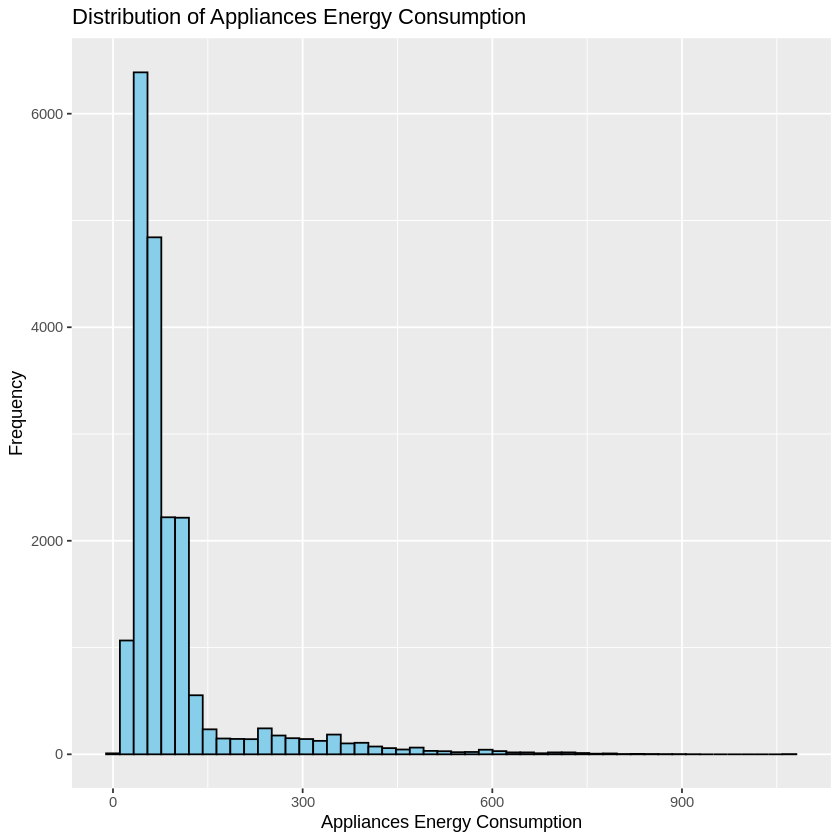 Distribution of Appliances Energy Consumption
6000
4000
2000
0
Frequency
0 300 600 900
Appliances Energy Consumption